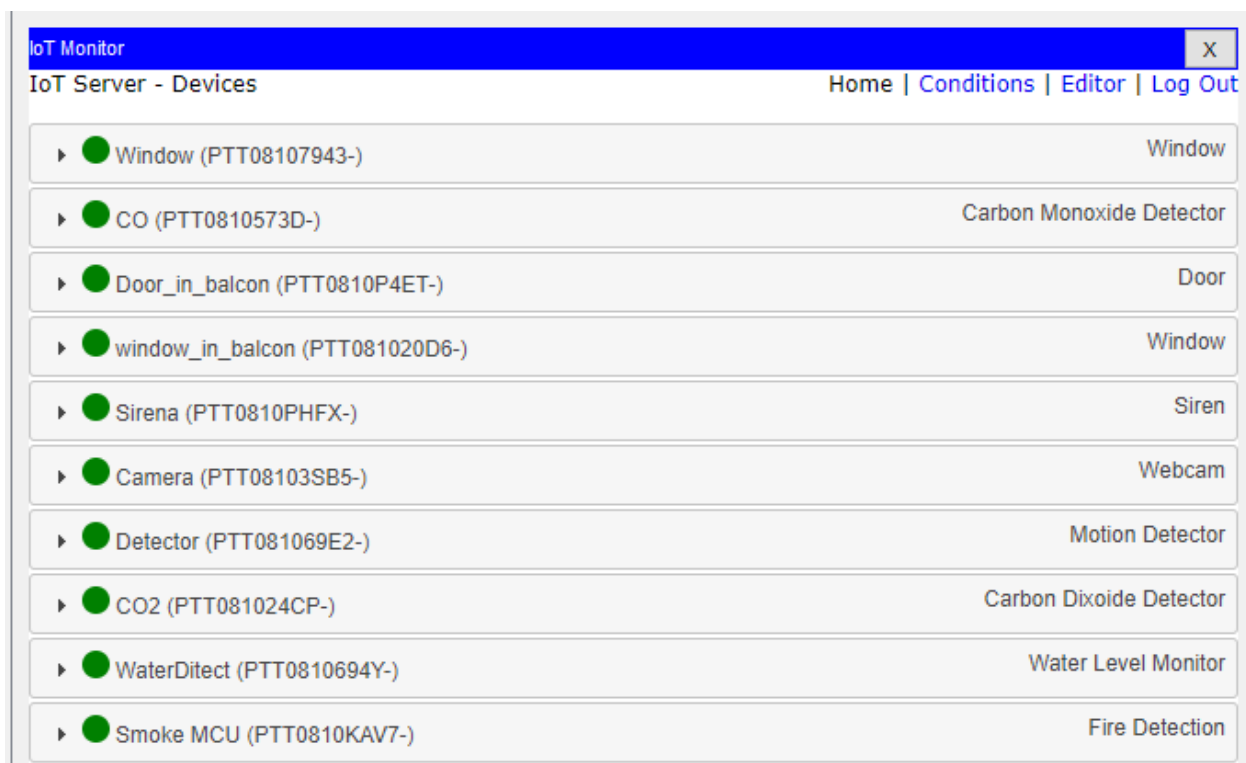 IoT Monitor X
IoT Server - Devices Home | Conditions | Editor | Log Out
Window (PTT08107943-) Window
CO (PTT0810573D-) Carbon Monoxide Detector
Door_in_balcon (PTT0810P4ET-) Door
window_in_balcon (PTT081020D6-) Window
Sirena (PTT0810PHFX-) Siren
Camera (PTT08103SB5-) Webcam
Detector (PTT081069E2-) Motion Detector
CO2 (PTT081024CP-) Carbon Dixoide Detector
WaterDitect (PTT0810694Y-) Water Level Monitor
Smoke MCU (PTT0810KAV7-) Fire Detection